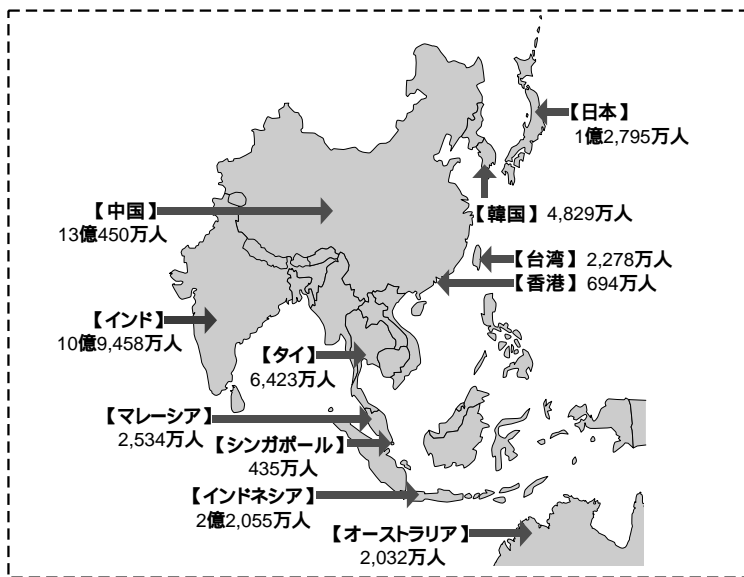 【日本】
1億2,795万人
【韓国】 4,829万人
【中国】
13億450万人
【台湾】 2,278万人
【香港】 694万人
【インド】
10億9,458万人
【タイ】
6,423万人
【マレーシア】
2,534万人
【シンガポール】
435万人
【インドネシア】
2億2,055万人
【オーストラリア】
2,032万人